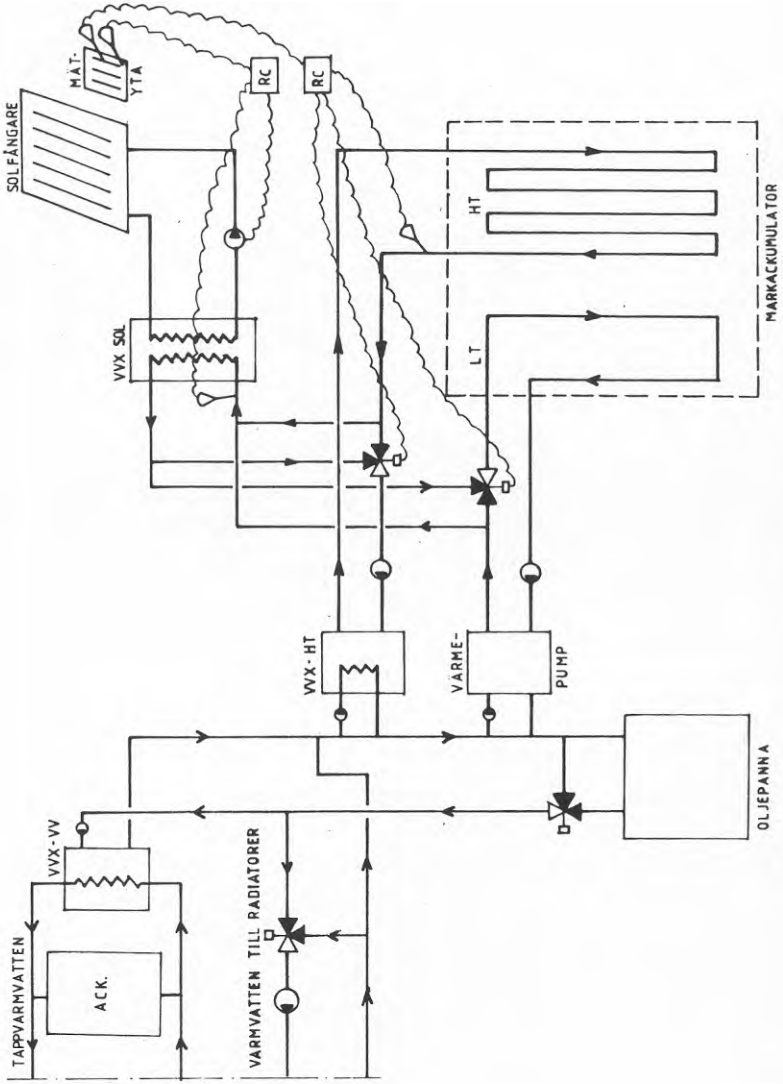 TAPPVARMVATTEN
ACK.
VVX-VV
VARMVATTEN TILL RADIATORER
OLJEPANNA
VVX-HT
VÄRME-
PUMP
VVX SOL
SOLFÅNGARE
MÄT-
YTA
RC
RC
LT
HT
MARKACKUMULATOR